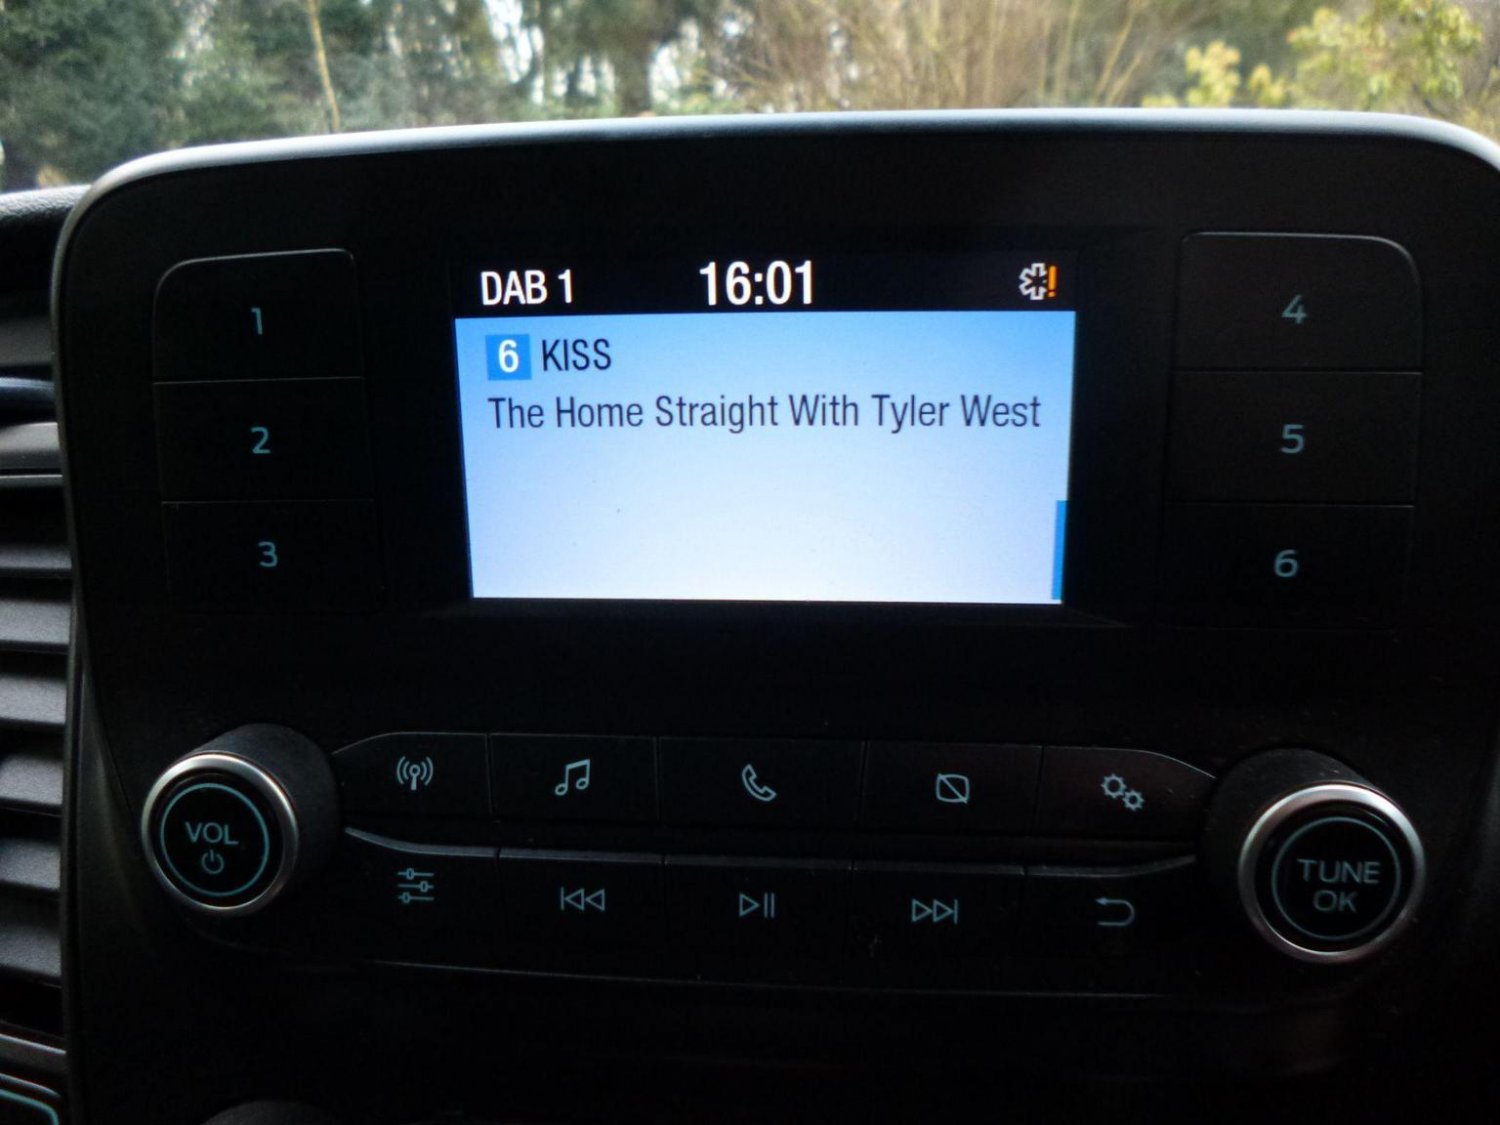 DAB 1 16:01
6 KISS
The Home Straight With Tyler West
1
2
3
4
5
6
VOL
TUNE
OK